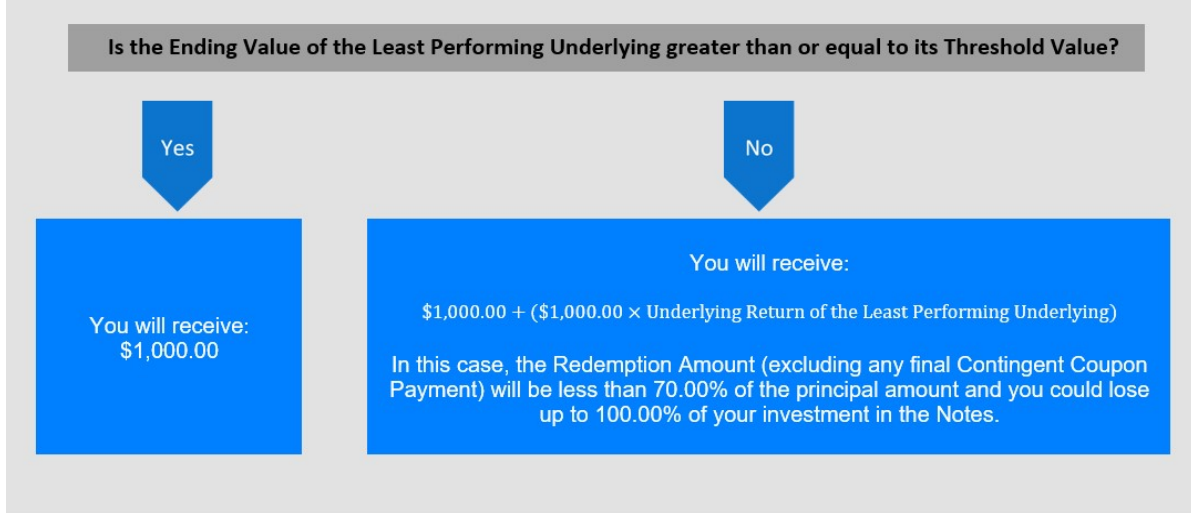 Is the Ending Value of the Least Performing Underlying greater than or equal to its Threshold Value?
Yes
No
You will receive:
$1,000.00
You will receive:
$1,000.00 + ($1,000.00 × Underlying Return of the Least Performing Underlying)
In this case, the Redemption Amount (excluding any final Contingent Coupon
Payment) will be less than 70.00% of the principal amount and you could lose
up to 100.00% of your investment in the Notes.